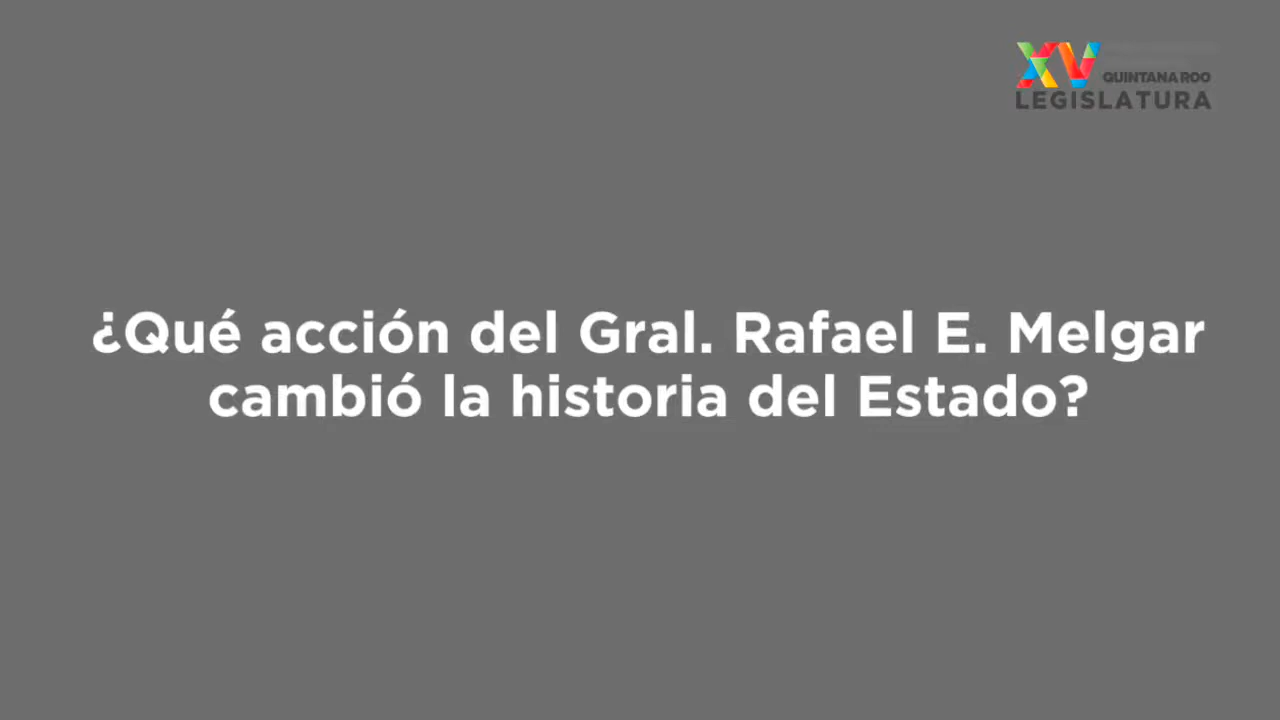 XV
QUINTANA ROO
LEGISLATURA
¿Qué acción del Gral. Rafael E. Melgar
cambió la historia del Estado?